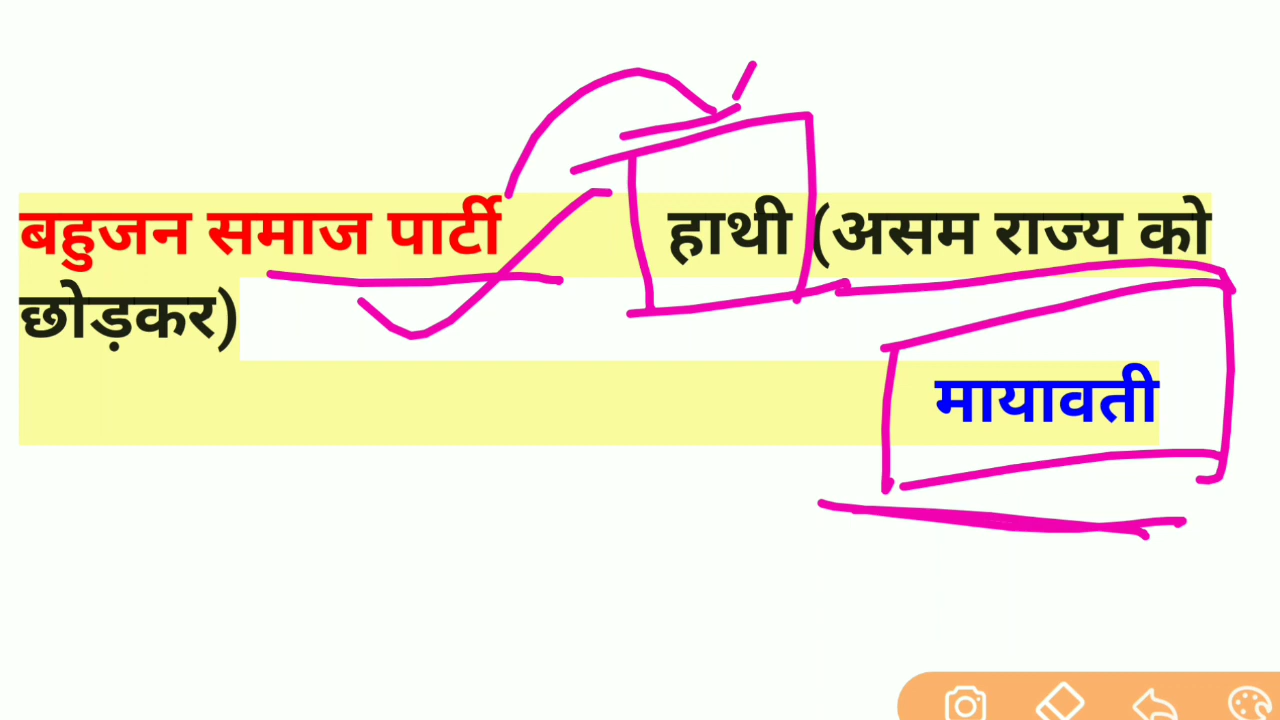 बहुजन समाज पार्टी हाथी (असम राज्य को
छोड़कर)
मायावती